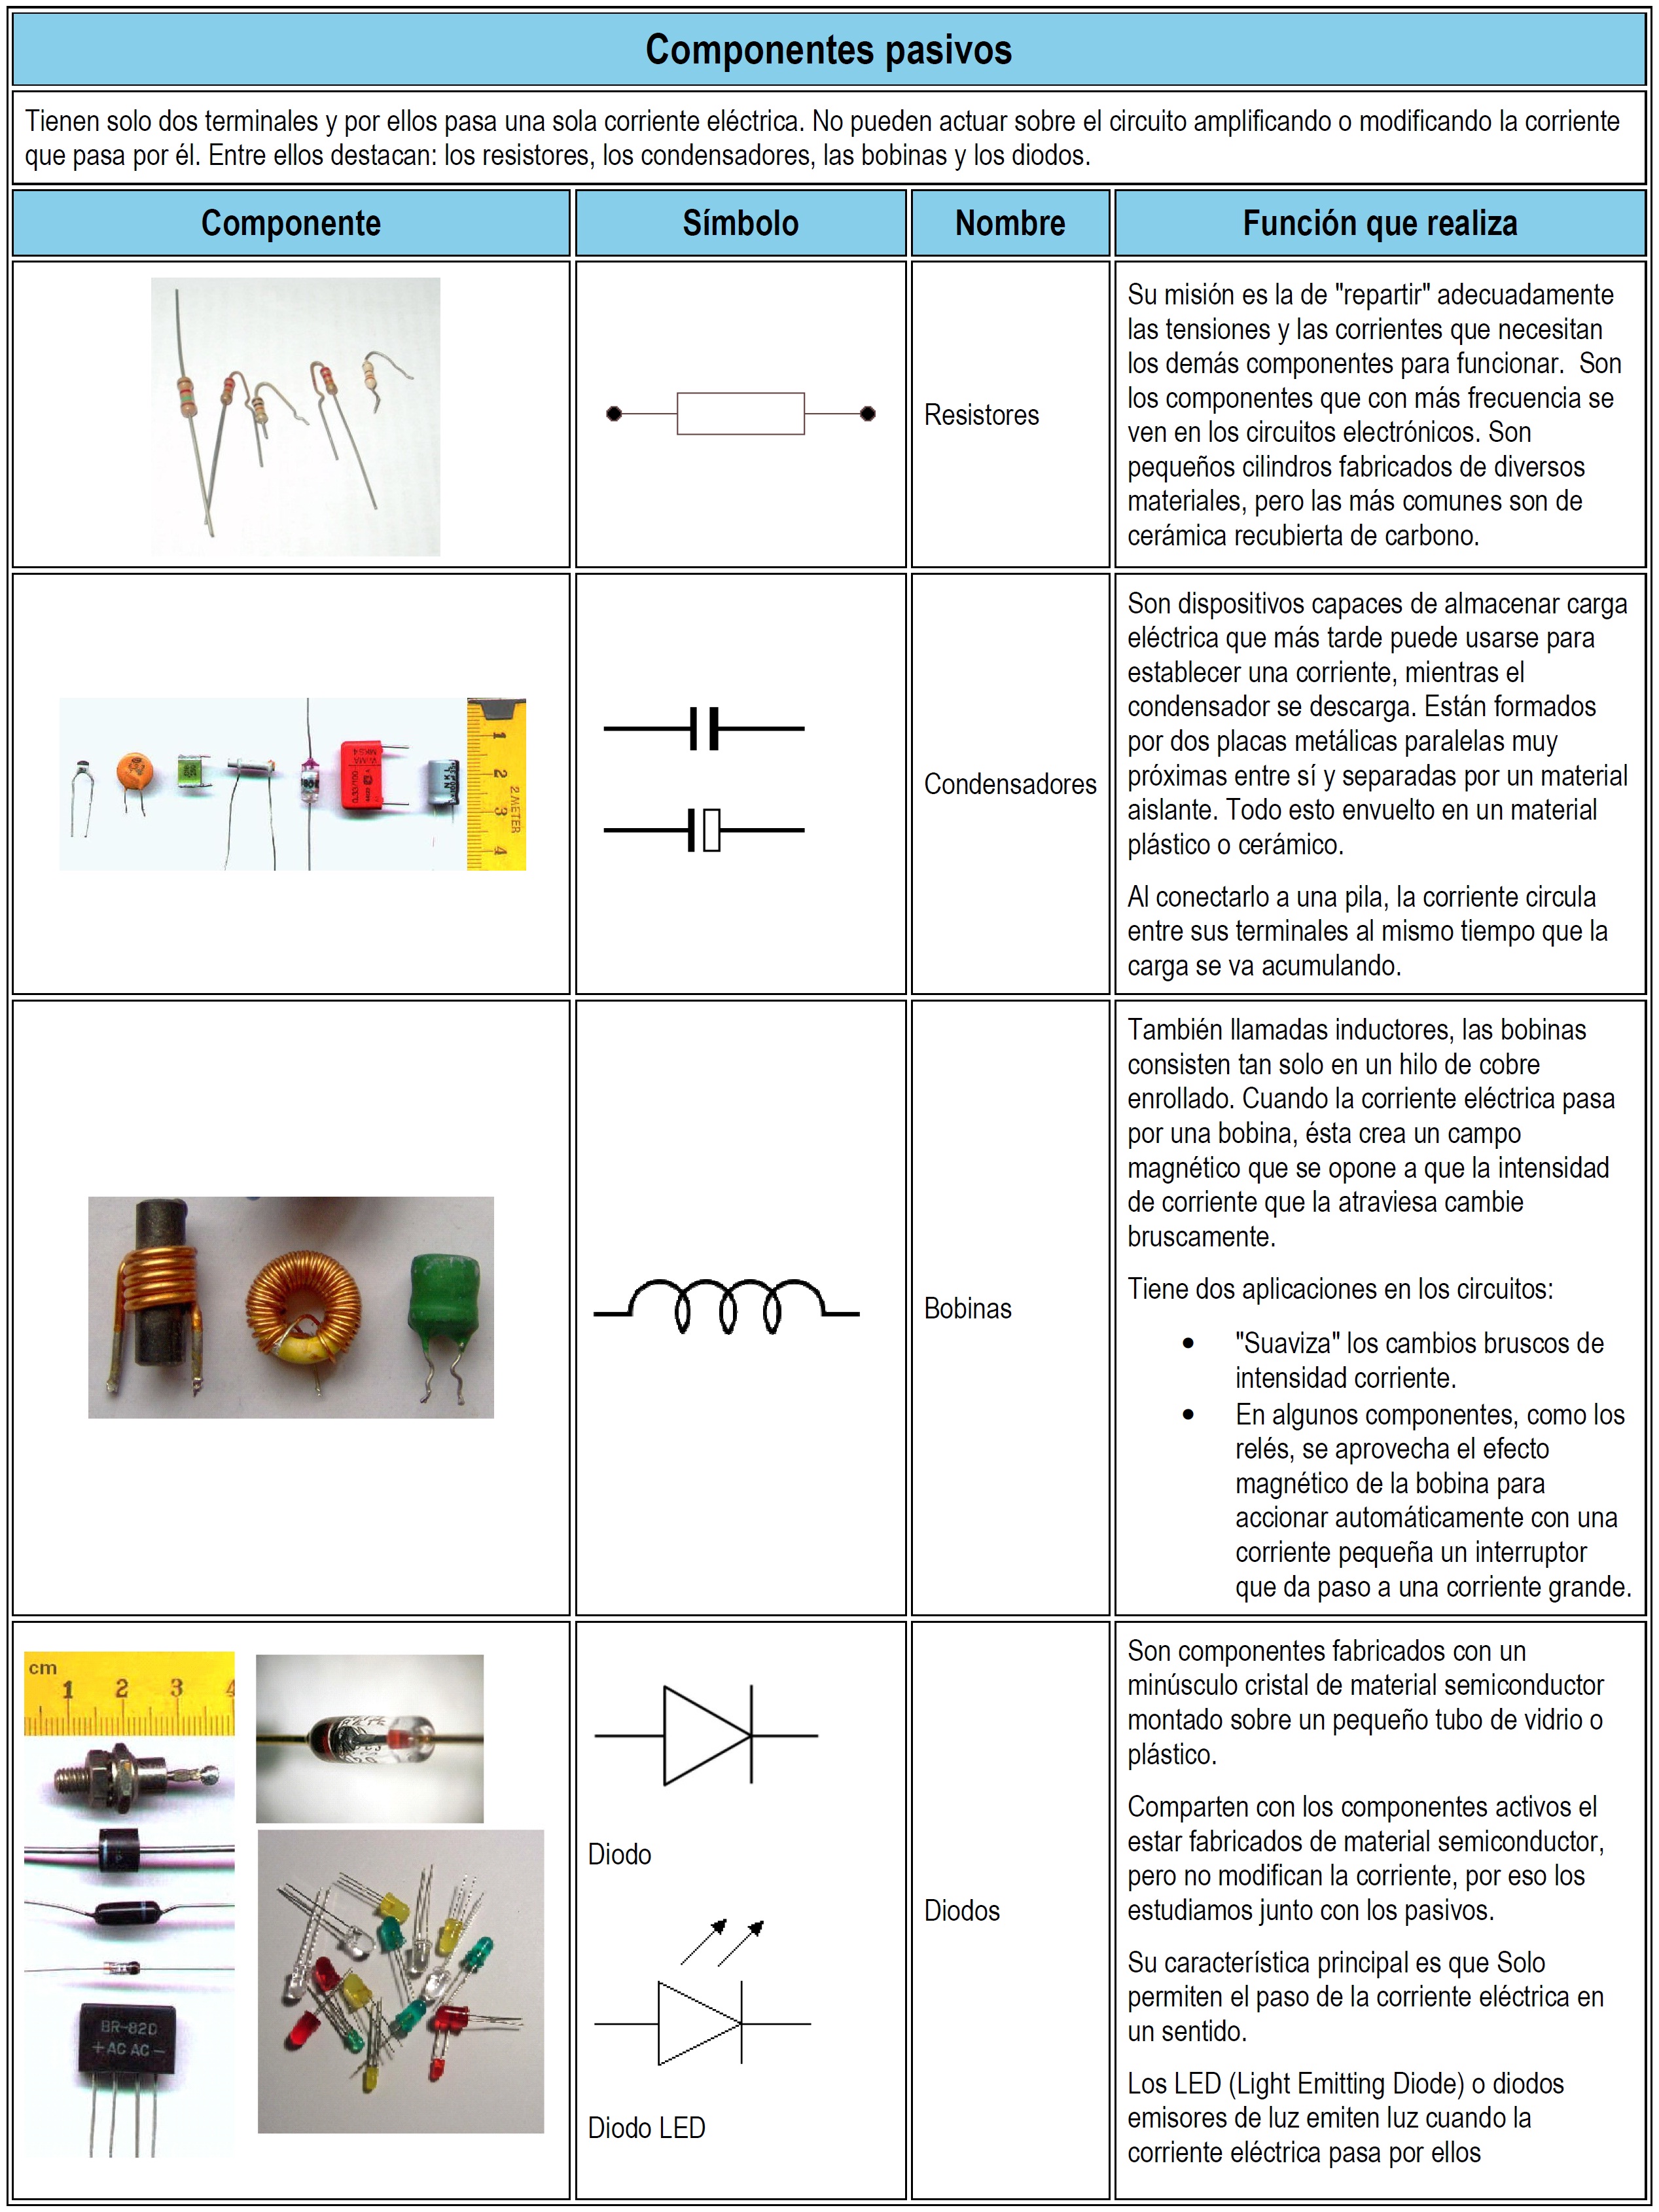 Componentes pasivos
Tienen solo dos terminales y por ellos pasa una sola corriente eléctrica. No pueden actuar sobre el circuito amplificando o modificando la corriente
que pasa por él. Entre ellos destacan: los resistores, los condensadores, las bobinas y los diodos.
Componente
Símbolo
Nombre
Función que realiza
Resistores
Su misión es la de "repartir" adecuadamente
las tensiones y las corrientes que necesitan
los demás componentes para funcionar.  Son
los componentes que con más frecuencia se
ven en los circuitos electrónicos. Son
pequeños cilindros fabricados de diversos
materiales, pero las más comunes son de
cerámica recubierta de carbono.
1
2
3
4
2 METER
Condensadores
Son dispositivos capaces de almacenar carga
eléctrica que más tarde puede usarse para
establecer una corriente, mientras el
condensador se descarga. Están formados
por dos placas metálicas paralelas muy
próximas entre sí y separadas por un material
aislante. Todo esto envuelto en un material
plástico o cerámico.
Al conectarlo a una pila, la corriente circula
entre sus terminales al mismo tiempo que la
carga se va acumulando.
Bobinas
También llamadas inductores, las bobinas
consisten tan solo en un hilo de cobre
enrollado. Cuando la corriente eléctrica pasa
por una bobina, ésta crea un campo
magnético que se opone a que la intensidad
de corriente que la atraviesa cambie
bruscamente.
Tiene dos aplicaciones en los circuitos:
• "Suaviza" los cambios bruscos de
intensidad corriente.
• En algunos componentes, como los
relés, se aprovecha el efecto
magnético de la bobina para
accionar automáticamente con una
corriente pequeña un interruptor
que da paso a una corriente grande.
cm
1 2 3 4
BR-82D
+ AC AC -
Diodo
Diodo LED
Diodos
Son componentes fabricados con un
minúsculo cristal de material semiconductor
montado sobre un pequeño tubo de vidrio o
plástico.
Comparten con los componentes activos el
estar fabricados de material semiconductor,
pero no modifican la corriente, por eso los
estudiamos junto con los pasivos.
Su característica principal es que Solo
permiten el paso de la corriente eléctrica en
un sentido.
Los LED (Light Emitting Diode) o diodos
emisores de luz emiten luz cuando la
corriente eléctrica pasa por ellos